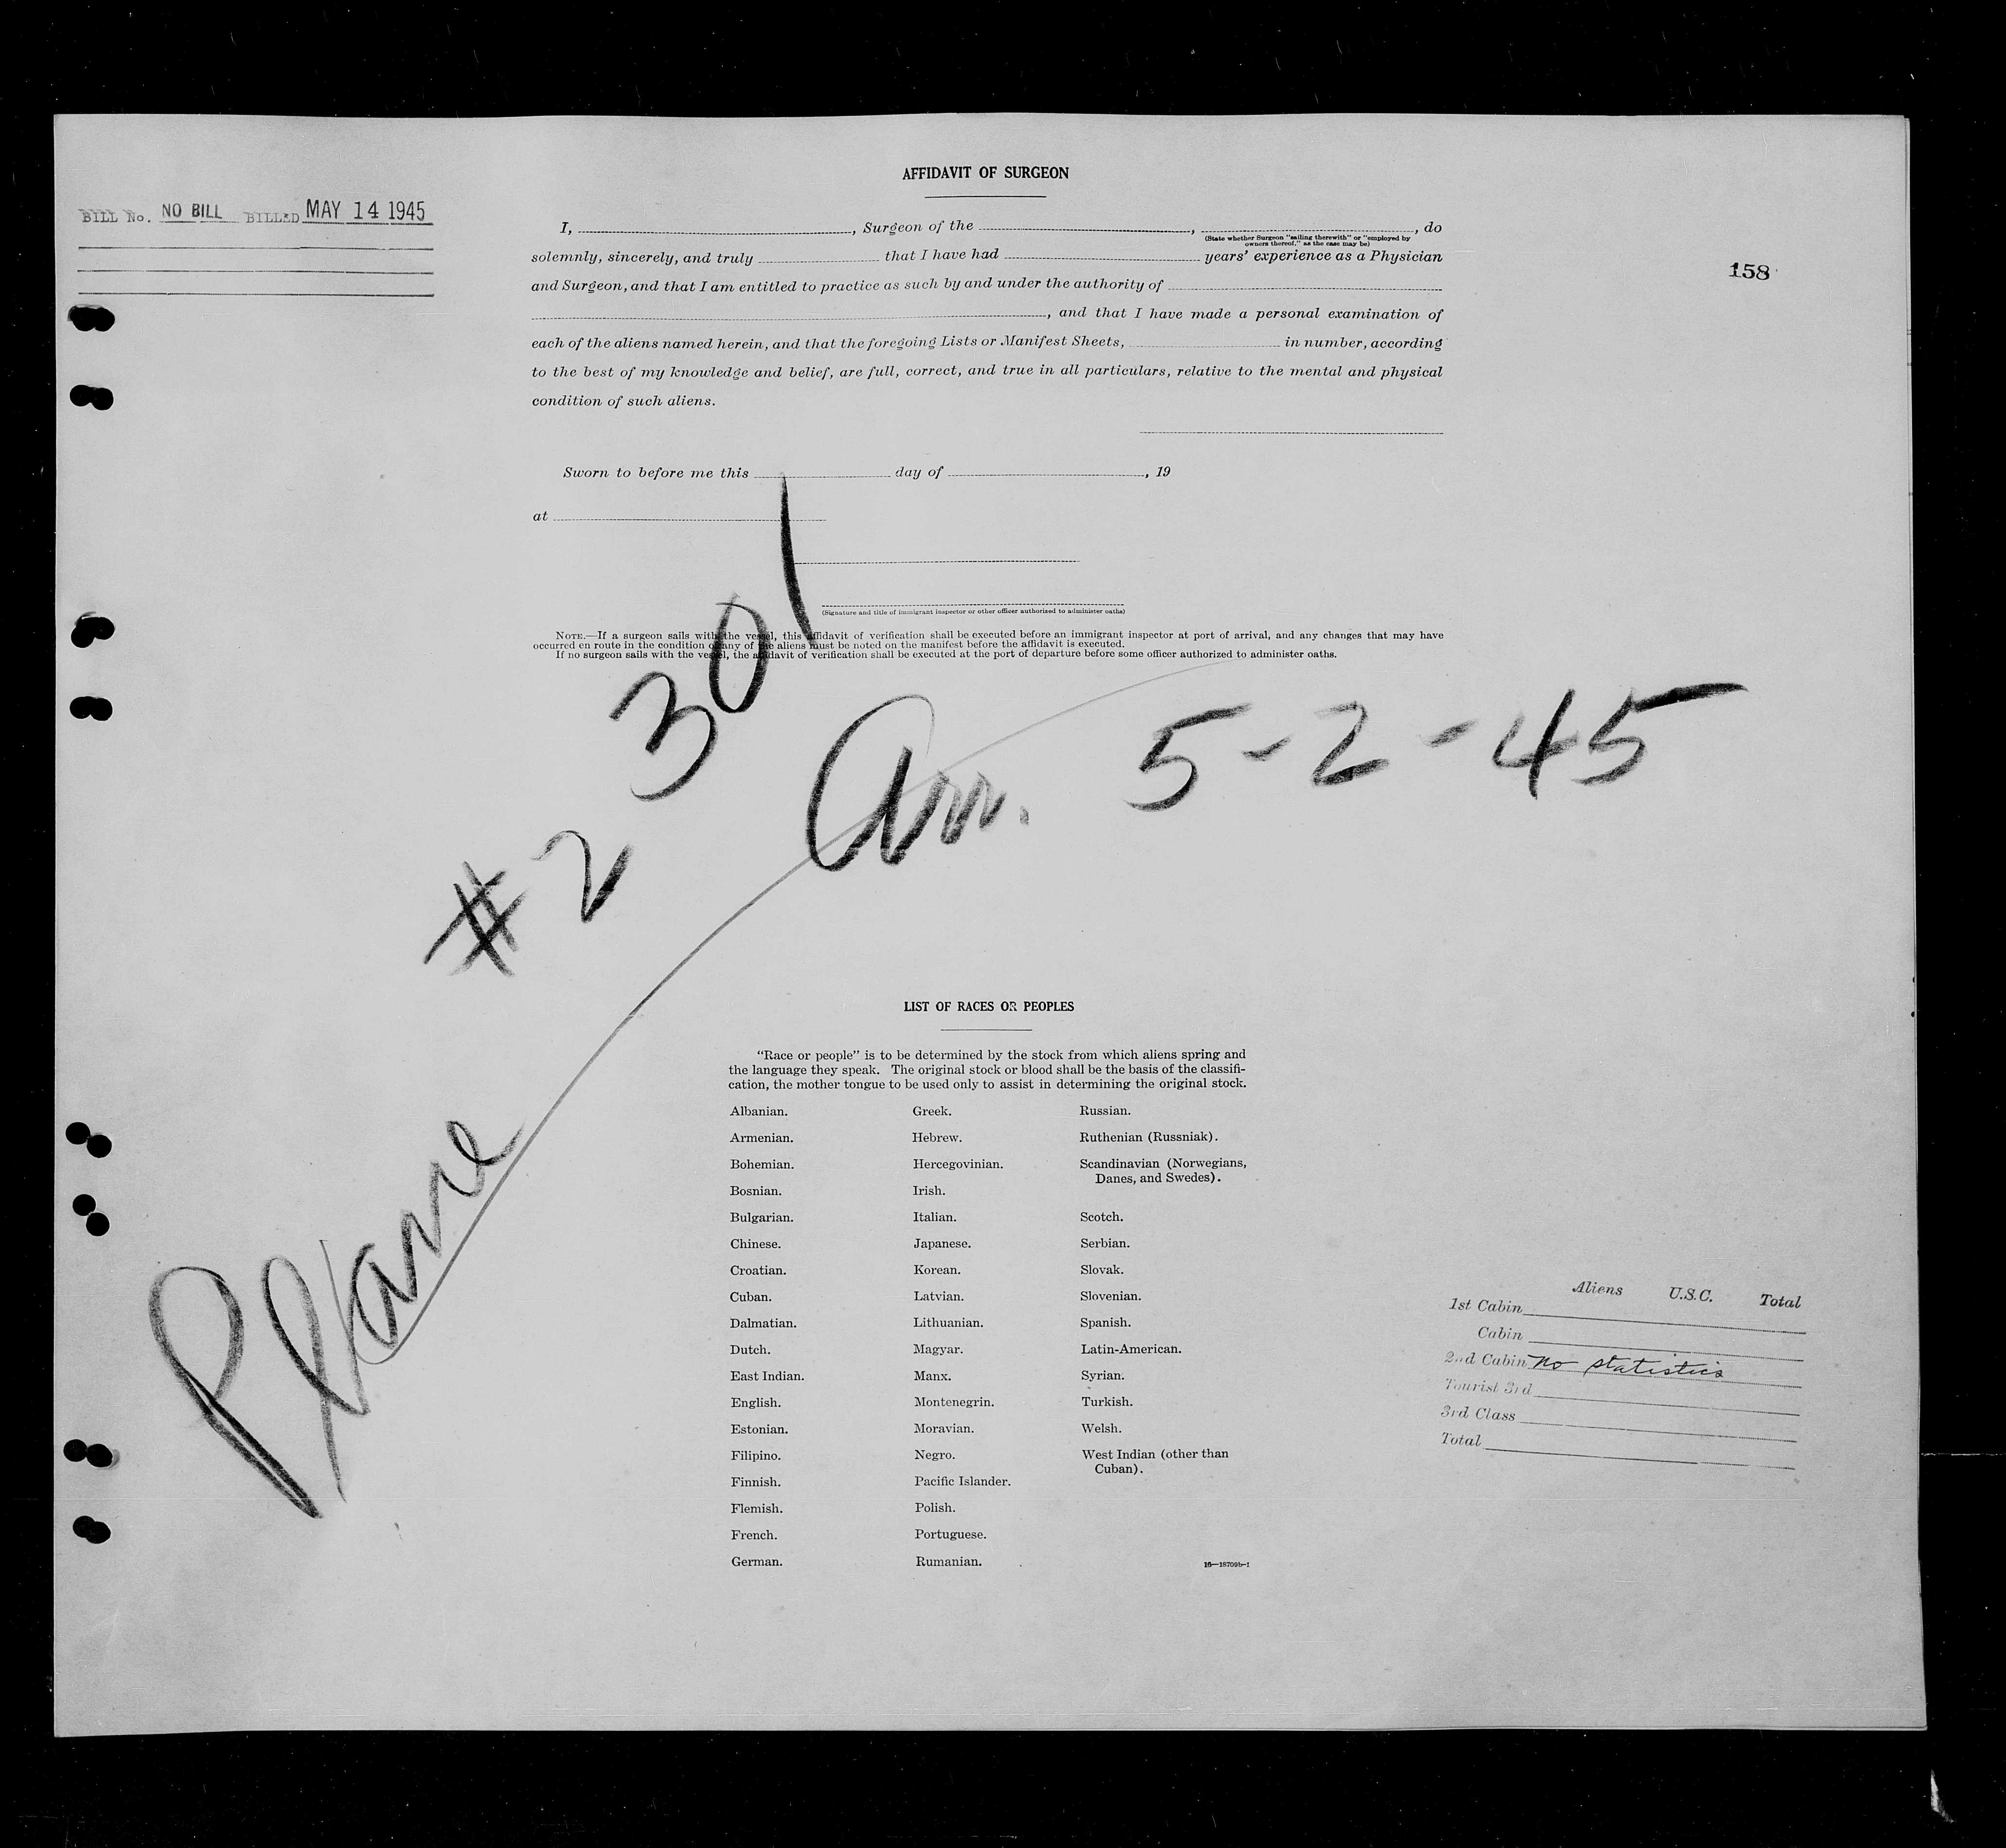 AFFIDAVIT OF SURGEON
BILL No. NO BILL BILLED MAY 14 1945
I, , Surgeon of the , , do
(State whether Surgeon "sailing therewith" or "employed by
owners thereof," as the case may be)
solemnly, sincerely, and truly that I have had years' experience as a Physician
158
and Surgeon, and that I am entitled to practice as such by and under the authority of
, and that I have made a personal examination of
each of the aliens named herein, and that the foregoing Lists or Manifest Sheets, in number, according
to the best of my knowledge and belief, are full, correct, and true in all particulars, relative to the mental and physical
condition of such aliens.
Sworn to before me this day of , 19
at
(Signature and title of immigrant inspector or other officer authorized to administer oaths)
NOTE.—If a surgeon sails with the vessel, this affidavit of verification shall be executed before an immigrant inspector at port of arrival, and any changes that may have
occurred en route in the condition of any of the aliens must be noted on the manifest before the affidavit is executed.
If no surgeon sails with the vessel, the affidavit of verification shall be executed at the port of departure before some officer authorized to administer oaths.
Plane #2301
Arr. 5-2-45
LIST OF RACES OR PEOPLES
"Race or people" is to be determined by the stock from which aliens spring and
the language they speak. The original stock or blood shall be the basis of the classifi-
cation, the mother tongue to be used only to assist in determining the original stock.
Albanian.
Armenian.
Bohemian.
Bosnian.
Bulgarian.
Chinese.
Croatian.
Cuban.
Dalmatian.
Dutch.
East Indian.
English.
Estonian.
Filipino.
Finnish.
Flemish.
French.
German.
Greek.
Hebrew.
Hercegovinian.
Irish.
Italian.
Japanese.
Korean.
Latvian.
Lithuanian.
Magyar.
Manx.
Montenegrin.
Moravian.
Negro.
Pacific Islander.
Polish.
Portuguese.
Rumanian.
Russian.
Ruthenian (Russniak).
Scandinavian (Norwegians,
Danes, and Swedes).
Scotch.
Serbian.
Slovak.
Slovenian.
Spanish.
Latin-American.
Syrian.
Turkish.
Welsh.
West Indian (other than
Cuban).
16—18709b-1
Aliens U.S.C. Total
1st Cabin
Cabin
2nd Cabin no statistics
Tourist 3rd
3rd Class
Total